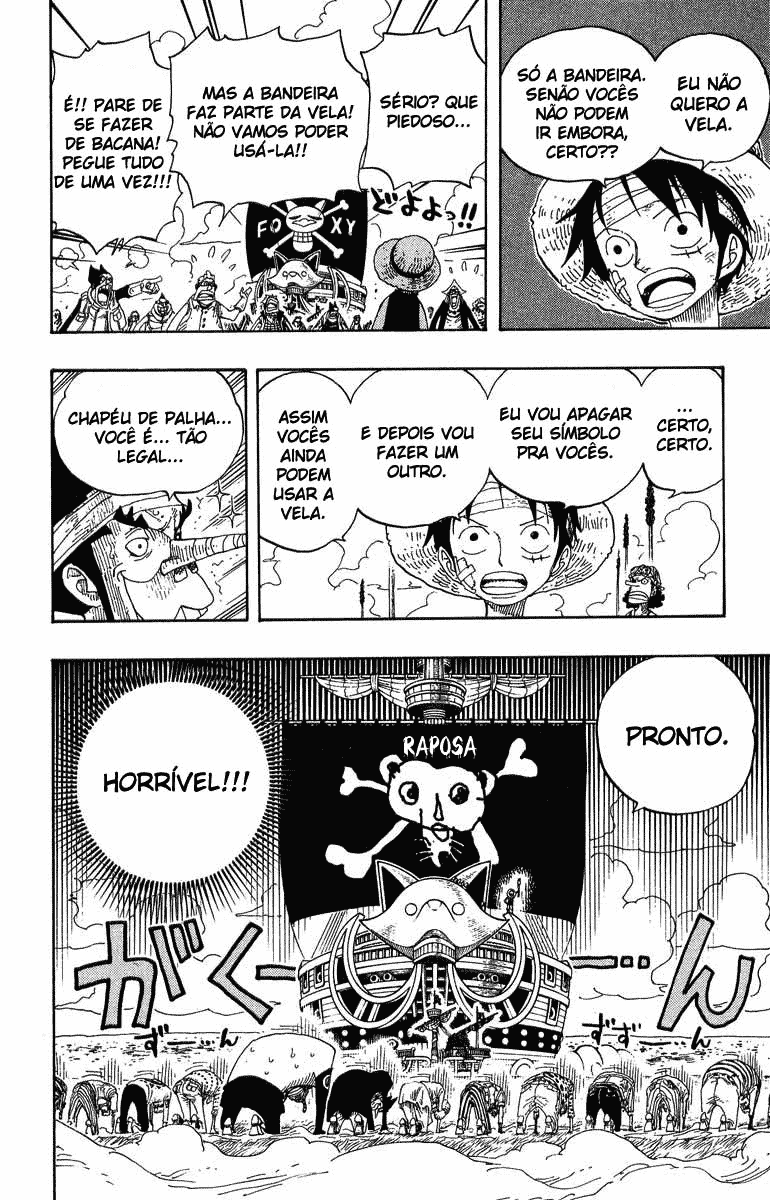 EU NÃO
QUERO A
VELA.
SÓ A BANDEIRA.
SENÃO VOCÊS
NÃO PODEM
IR EMBORA,
CERTO??
SÉRIO? QUE
PIEDOSO...
MAS A BANDEIRA
FAZ PARTE DA VELA!
NÃO VAMOS PODER
USÁ-LA!!
É!! PARE DE
SE FAZER
DE BACANA!
PEGUE TUDO
DE UMA VEZ!!!
FOXY
どよよっ!!
...
CERTO,
CERTO.
EU VOU APAGAR
SEU SÍMBOLO
PRA VOCÊS.
E DEPOIS VOU
FAZER UM
OUTRO.
ASSIM
VOCÊS
AINDA
PODEM
USAR A
VELA.
CHAPÉU DE PALHA...
VOCÊ É... TÃO
LEGAL...
PRONTO.
RAPOSA
HORRÍVEL!!!
がくー……ーん
ずー…ん
ずずー…ん